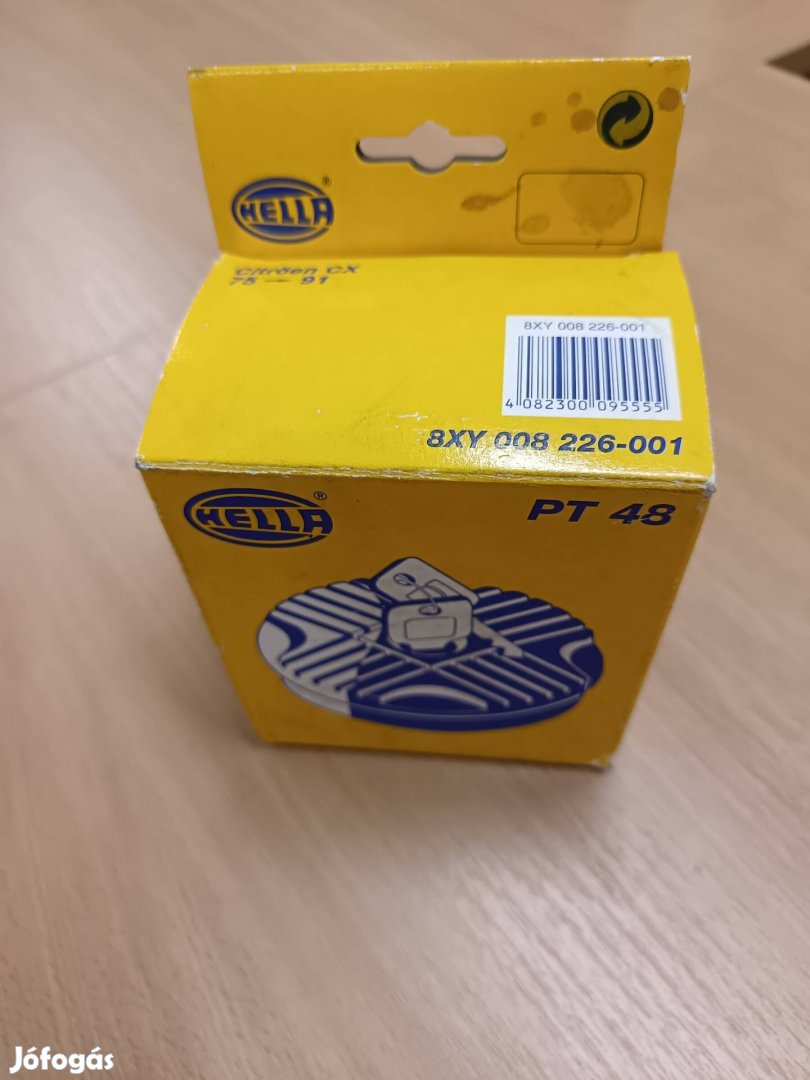 HELLA ®
Citröen CX
75 — 91
8XY 008 226-001
4 082300 095555
8XY 008 226-001
HELLA ®
PT 48
Jófogás